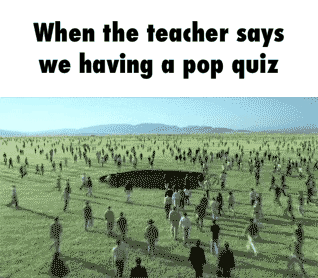 When the teacher says
we having a pop quiz